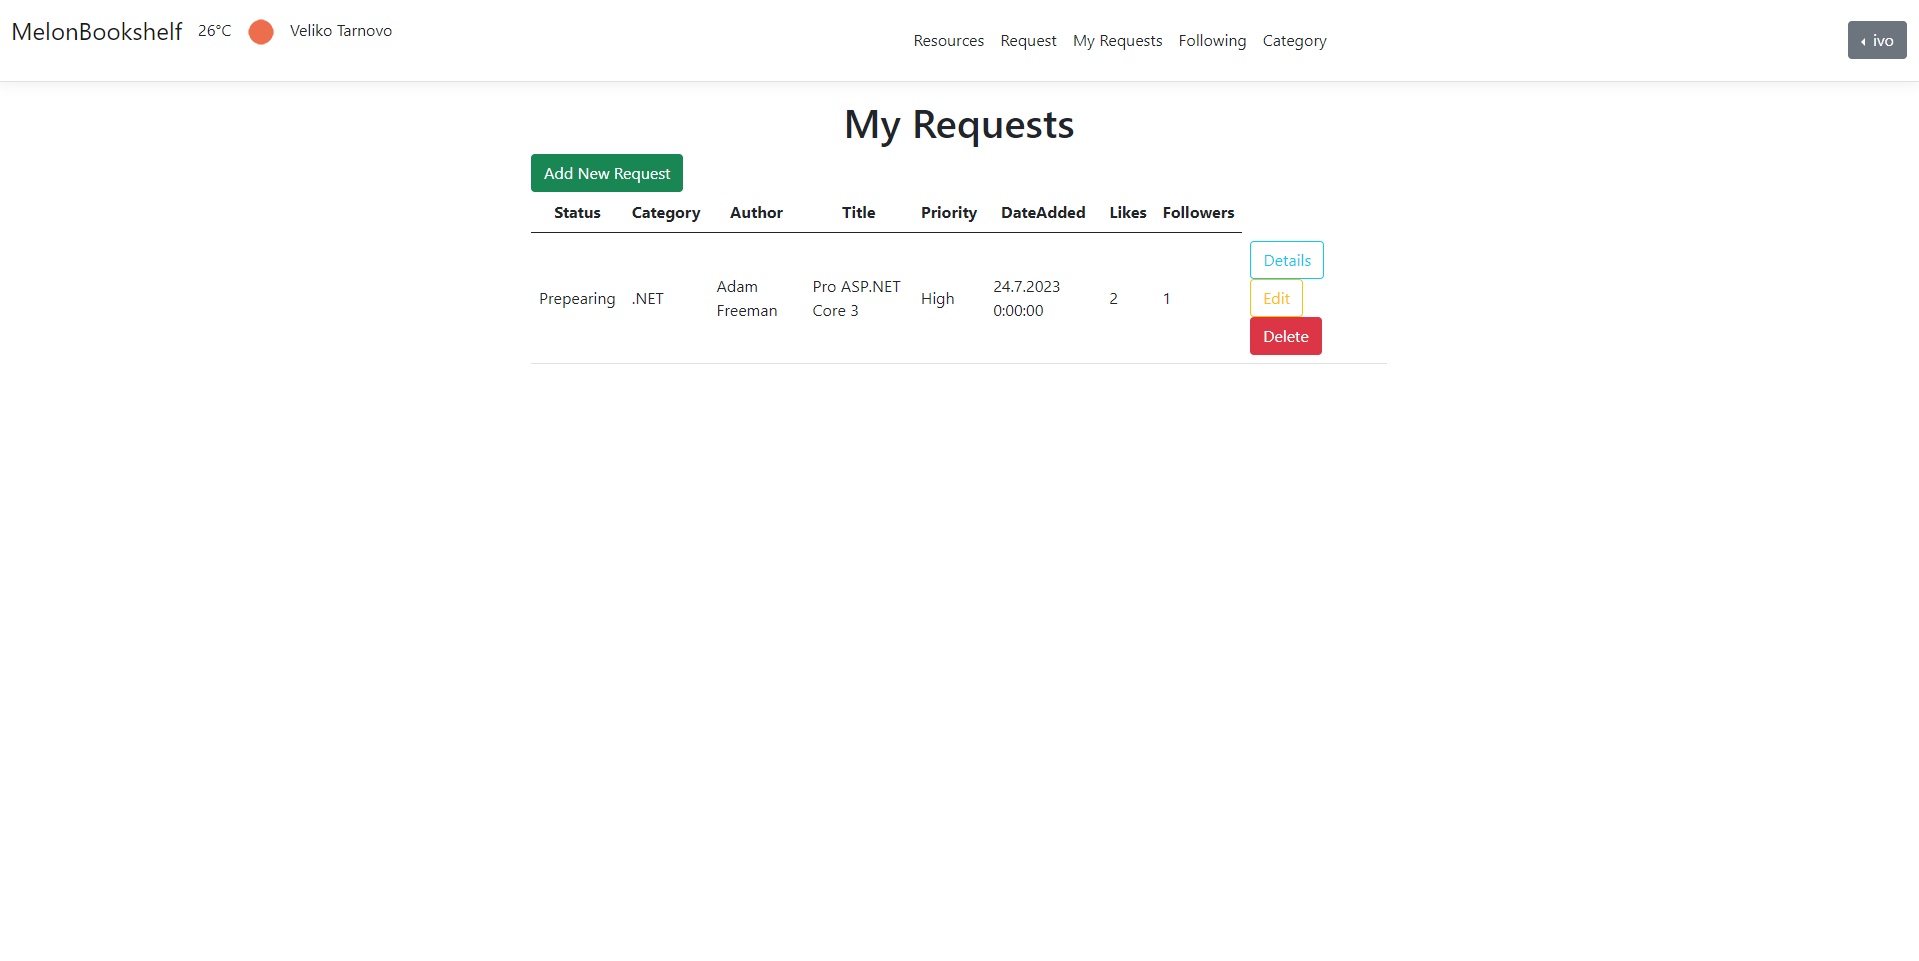 MelonBookshelf 26°C Veliko Tarnovo Resources Request My Requests Following Category ivo
My Requests
Add New Request
Status Category Author Title Priority DateAdded Likes Followers
Prepearing .NET Adam Freeman Pro ASP.NET Core 3 High 24.7.2023 0:00:00 2 1
Details
Edit
Delete